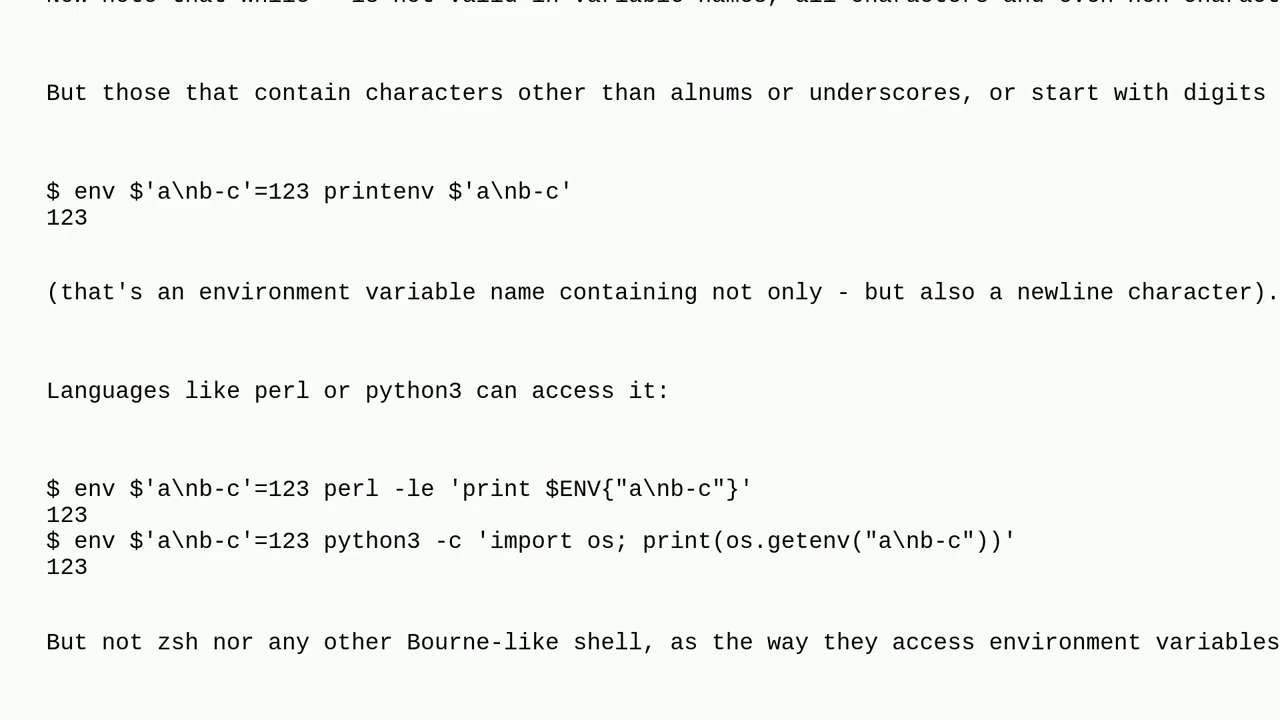 But those that contain characters other than alnums or underscores, or start with digits
$ env $'a\nb-c'=123 printenv $'a\nb-c'
123
(that's an environment variable name containing not only - but also a newline character).
Languages like perl or python3 can access it:
$ env $'a\nb-c'=123 perl -le 'print $ENV{"a\nb-c"}'
123
$ env $'a\nb-c'=123 python3 -c 'import os; print(os.getenv("a\nb-c"))'
123
But not zsh nor any other Bourne-like shell, as the way they access environment variables